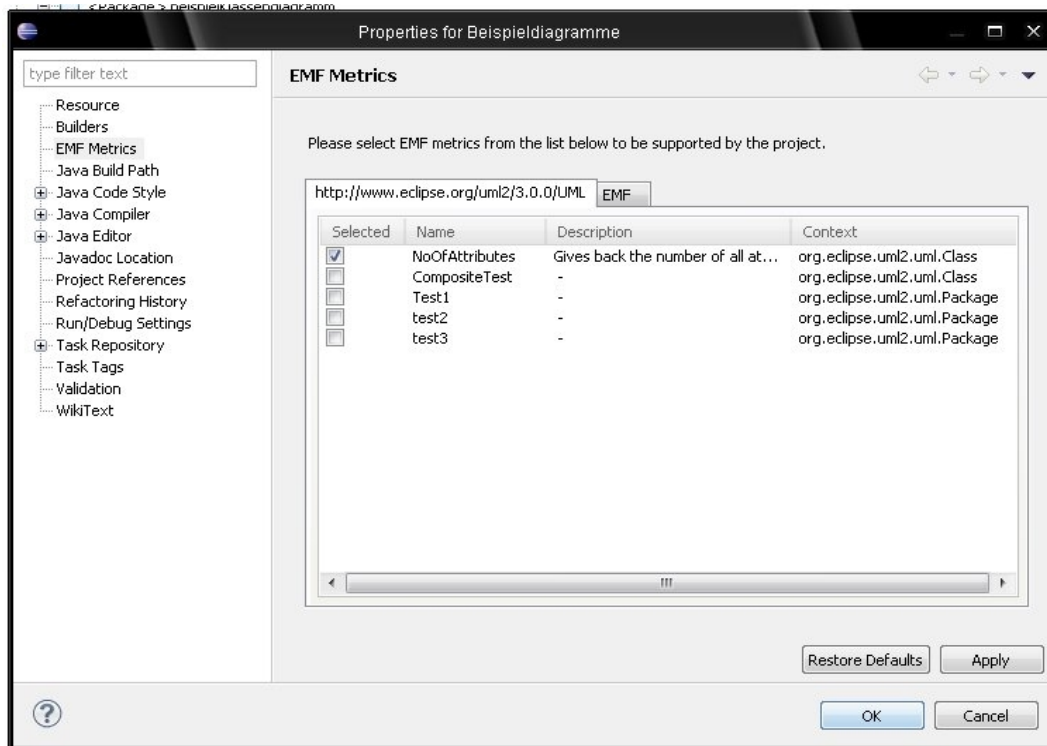 <Package> beispielklassendiagramm
Properties for Beispieldiagramme
type filter text
EMF Metrics
Resource
Builders
EMF Metrics
Java Build Path
Java Code Style
Java Compiler
Java Editor
Javadoc Location
Project References
Refactoring History
Run/Debug Settings
Task Repository
Task Tags
Validation
WikiText
Please select EMF metrics from the list below to be supported by the project.
http://www.eclipse.org/uml2/3.0.0/UML EMF
Selected Name Description Context
NoOfAttributes Gives back the number of all at... org.eclipse.uml2.uml.Class
CompositeTest - org.eclipse.uml2.uml.Class
Test1 - org.eclipse.uml2.uml.Package
test2 - org.eclipse.uml2.uml.Package
test3 - org.eclipse.uml2.uml.Package
Restore Defaults Apply
? OK Cancel